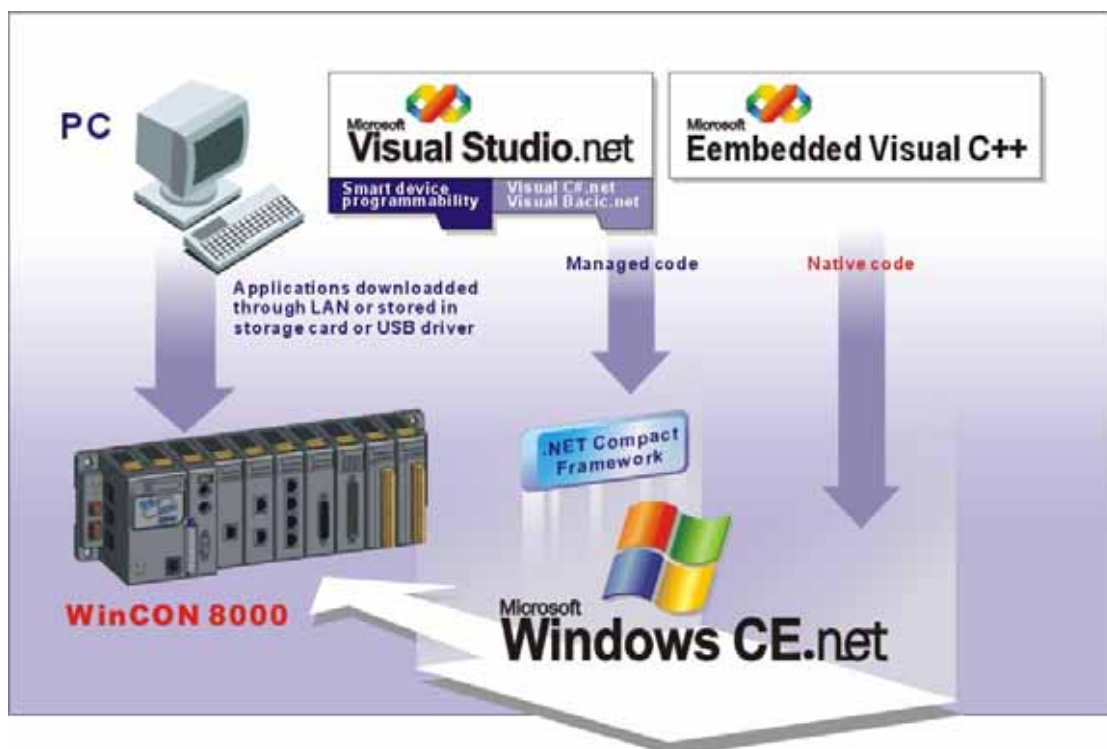 PC
Microsoft
Visual Studio.net
Smart device
programmability
Visual C#.net
Visual Bacic.net
Microsoft
Eembedded Visual C++
Applications downloadded
through LAN or stored in
storage card or USB driver
Managed code
Native code
.NET Compact
Framework
WinCON 8000
Microsoft
Windows CE.net